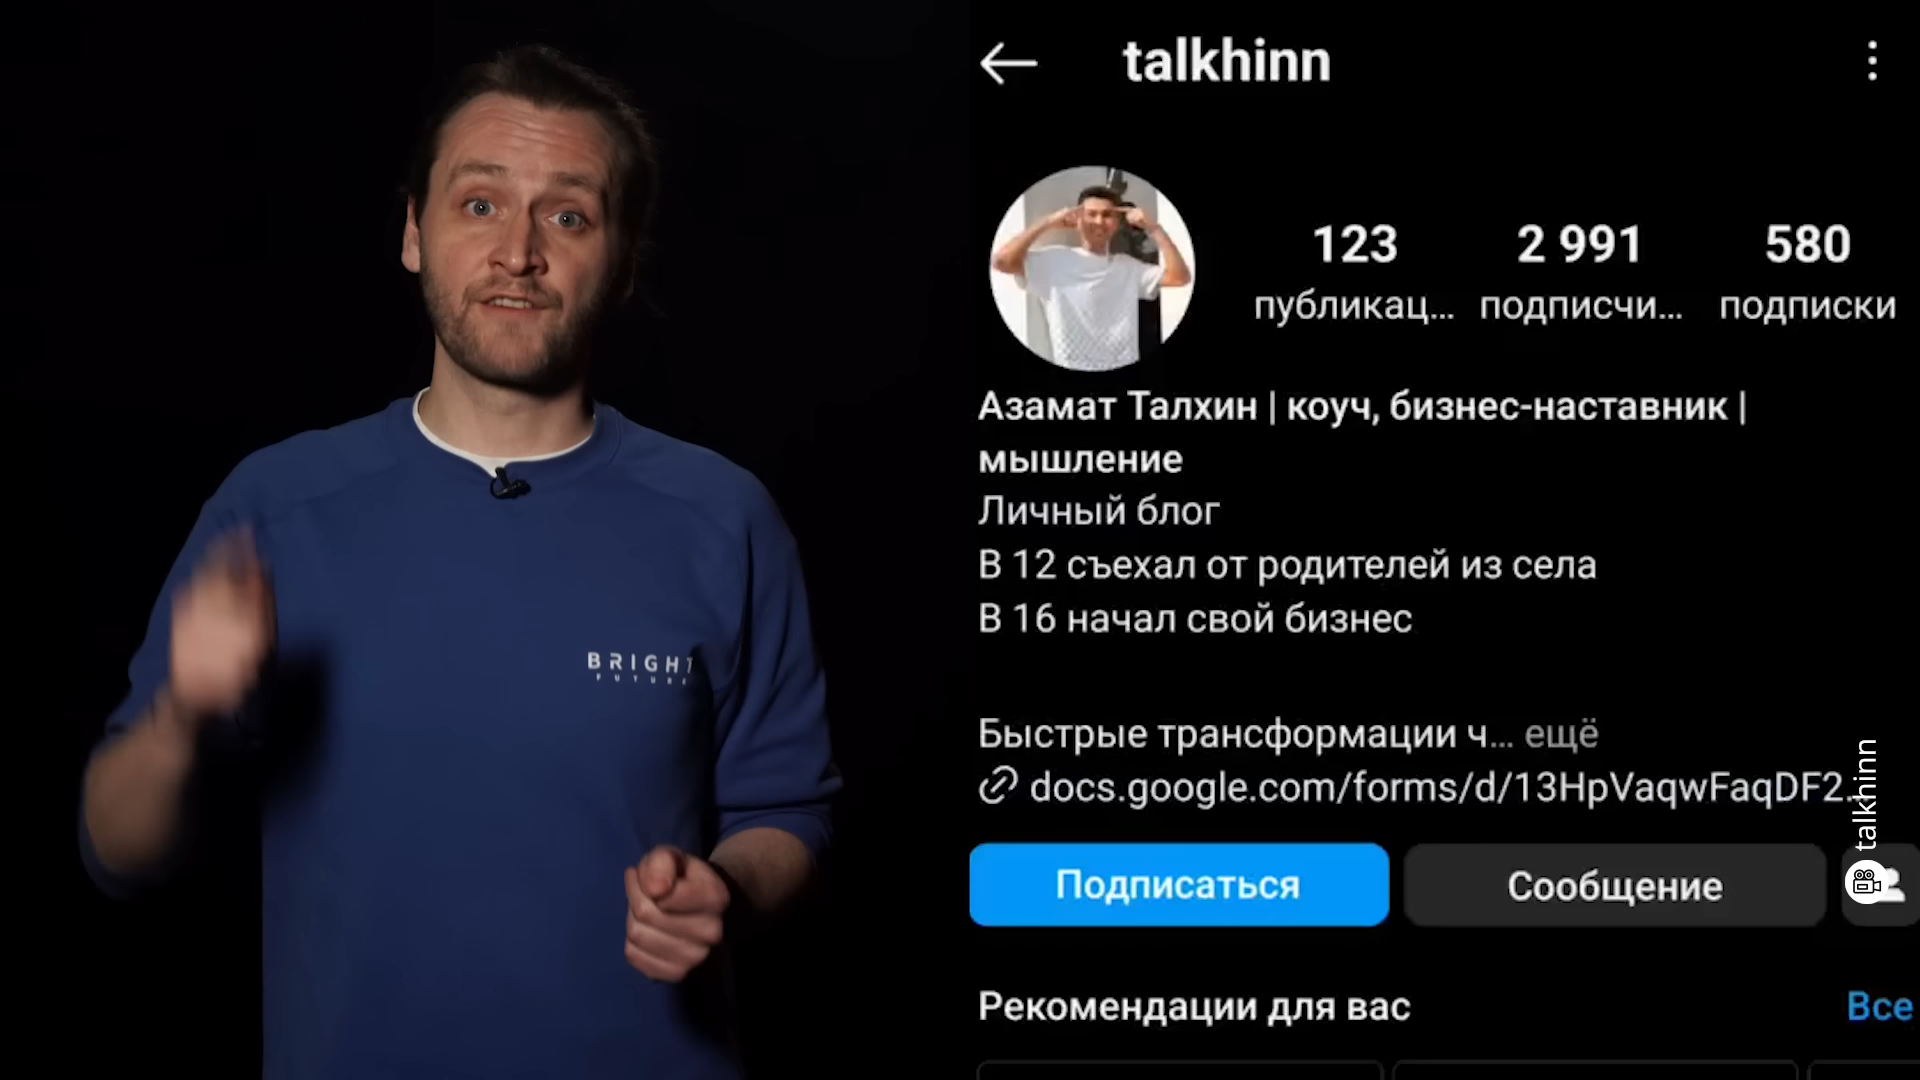 BRIGHT
FUTURE
talkhinn
123
2 991
580
публикац...
подписчи...
подписки
Азамат Талхин | коуч, бизнес-наставник |
мышление
Личный блог
В 12 съехал от родителей из села
В 16 начал свой бизнес
Быстрые трансформации ч... ещё
docs.google.com/forms/d/13HpVaqwFaqDF2...
talkhinn
Подписаться
Сообщение
Рекомендации для вас
Все